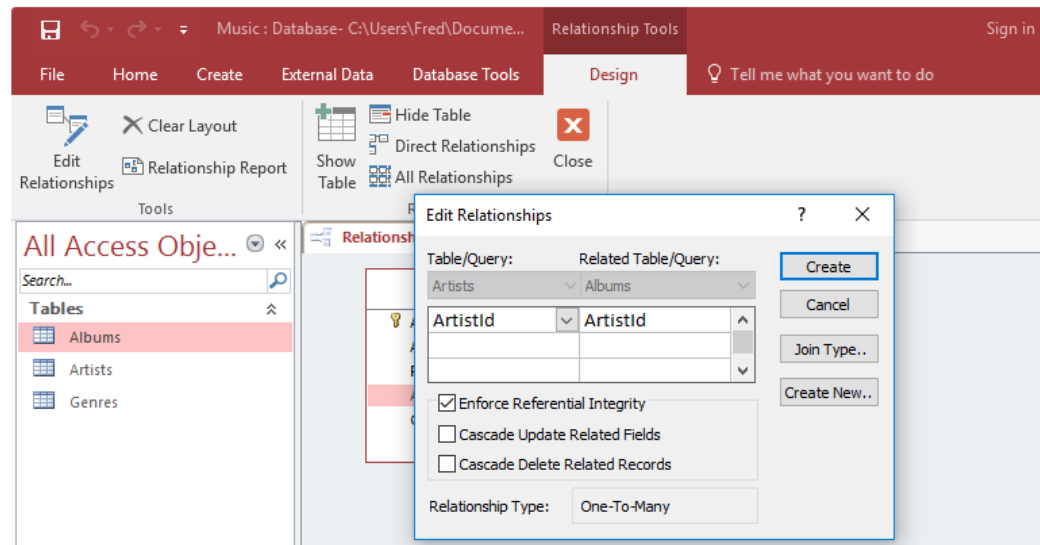 Music : Database- C:\Users\Fred\Docume...
Relationship Tools
Sign in
File
Home
Create
External Data
Database Tools
Design
Tell me what you want to do
Edit
Relationships
Clear Layout
Relationship Report
Tools
Show
Table
Hide Table
Direct Relationships
All Relationships
Close
All Access Obje...
Search...
Tables
Albums
Artists
Genres
Edit Relationships
?
Table/Query:
Related Table/Query:
Artists
Albums
ArtistId
ArtistId
Enforce Referential Integrity
Cascade Update Related Fields
Cascade Delete Related Records
Relationship Type:
One-To-Many
Create
Cancel
Join Type..
Create New..